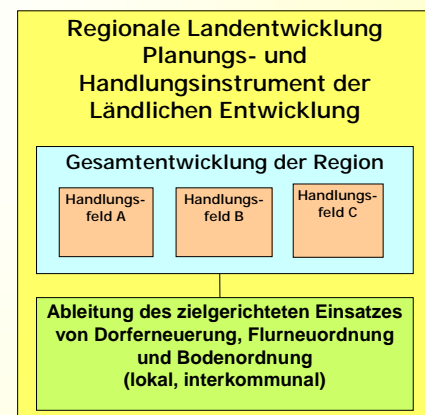 Regionale Landentwicklung
Planungs- und
Handlungsinstrument der
Ländlichen Entwicklung
Gesamtentwicklung der Region
Handlungs-
feld A
Handlungs-
feld B
Handlungs-
feld C
Ableitung des zielgerichteten Einsatzes
von Dorferneuerung, Flurneuordnung
und Bodenordnung
(lokal, interkommunal)